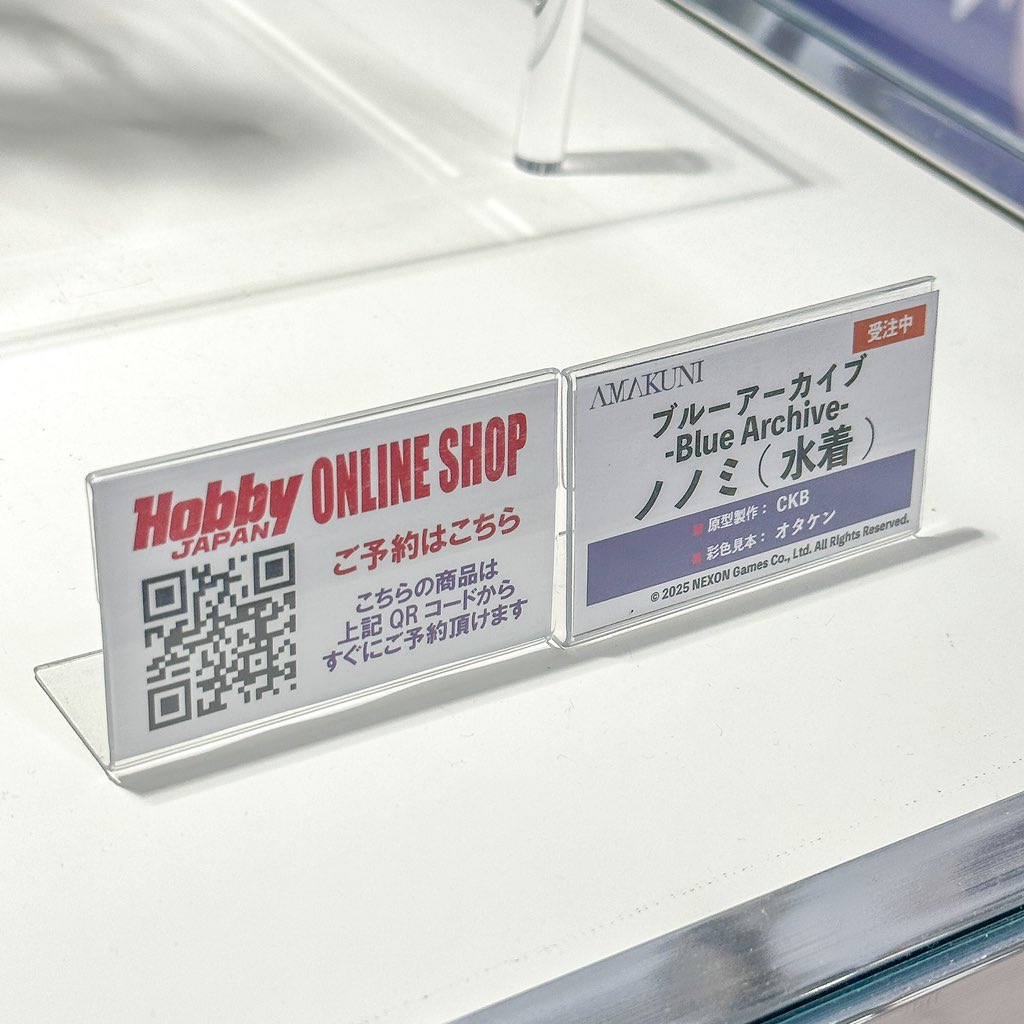 Hobby JAPAN ONLINE SHOP
ご予約はこちら
こちらの商品は
上記 QR コードから
すぐにご予約頂けます
受注中
AMAKUNI
ブルーアーカイブ
-Blue Archive-
ノノミ（水着）
■ 原型製作： CKB
■ 彩色見本： オタケン
© 2025 NEXON Games Co., Ltd. All Rights Reserved.